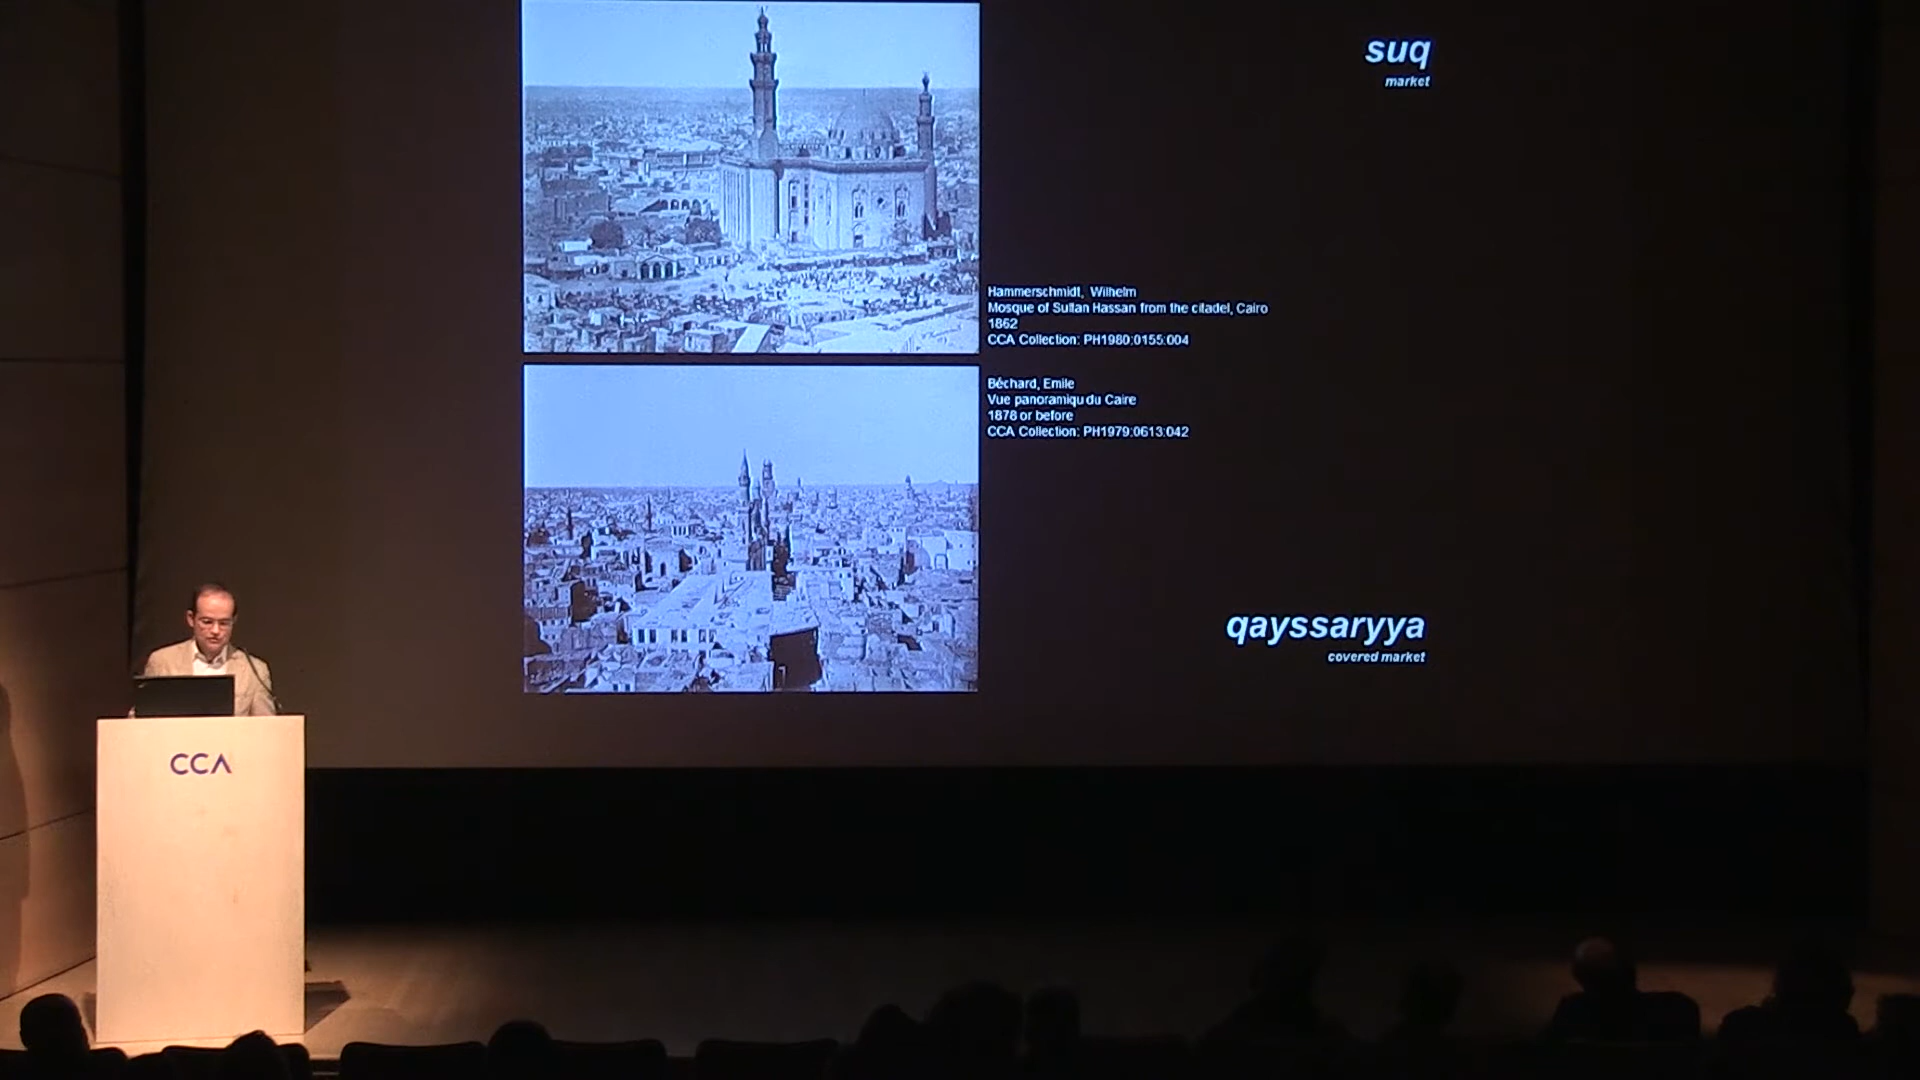 suq
market
Hammerschmidt, Wilhelm
Mosque of Sultan Hassan from the citadel, Cairo
1862
CCA Collection: PH1980:0155:004
Béchard, Emile
Vue panoramiqu du Caire
1878 or before
CCA Collection: PH1979:0613:042
qayssaryya
covered market
CCA